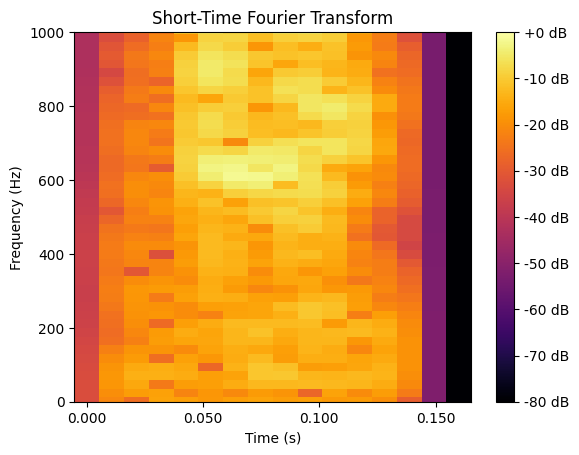 Short-Time Fourier Transform
1000
800
600
400
200
0
Frequency (Hz)
0.000
0.050
0.100
0.150
Time (s)
+0 dB
-10 dB
-20 dB
-30 dB
-40 dB
-50 dB
-60 dB
-70 dB
-80 dB